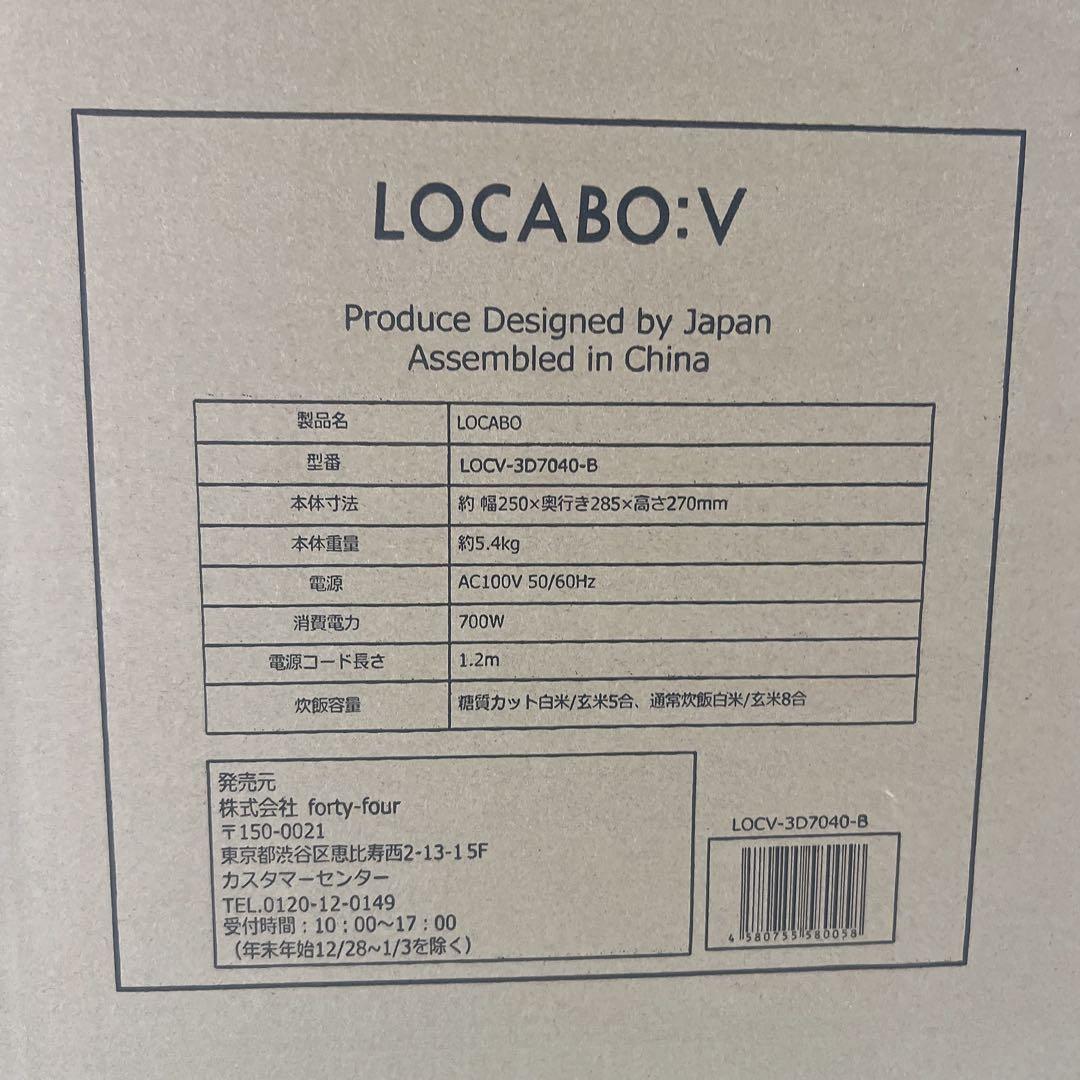 LOCABO:V
Produce Designed by Japan
Assembled in China
製品名 LOCABO
型番 LOCV-3D7040-B
本体寸法 約 幅250×奥行き285×高さ270mm
本体重量 約5.4kg
電源 AC100V 50/60Hz
消費電力 700W
電源コード長さ 1.2m
炊飯容量 糖質カット白米/玄米5合、通常炊飯白米/玄米8合
発売元
株式会社 forty-four
〒150-0021
東京都渋谷区恵比寿西2-13-15F
カスタマーセンター
TEL.0120-12-0149
受付時間：10：00～17：00
（年末年始12/28~1/3を除く）
LOCV-3D7040-B
4 580755 580058